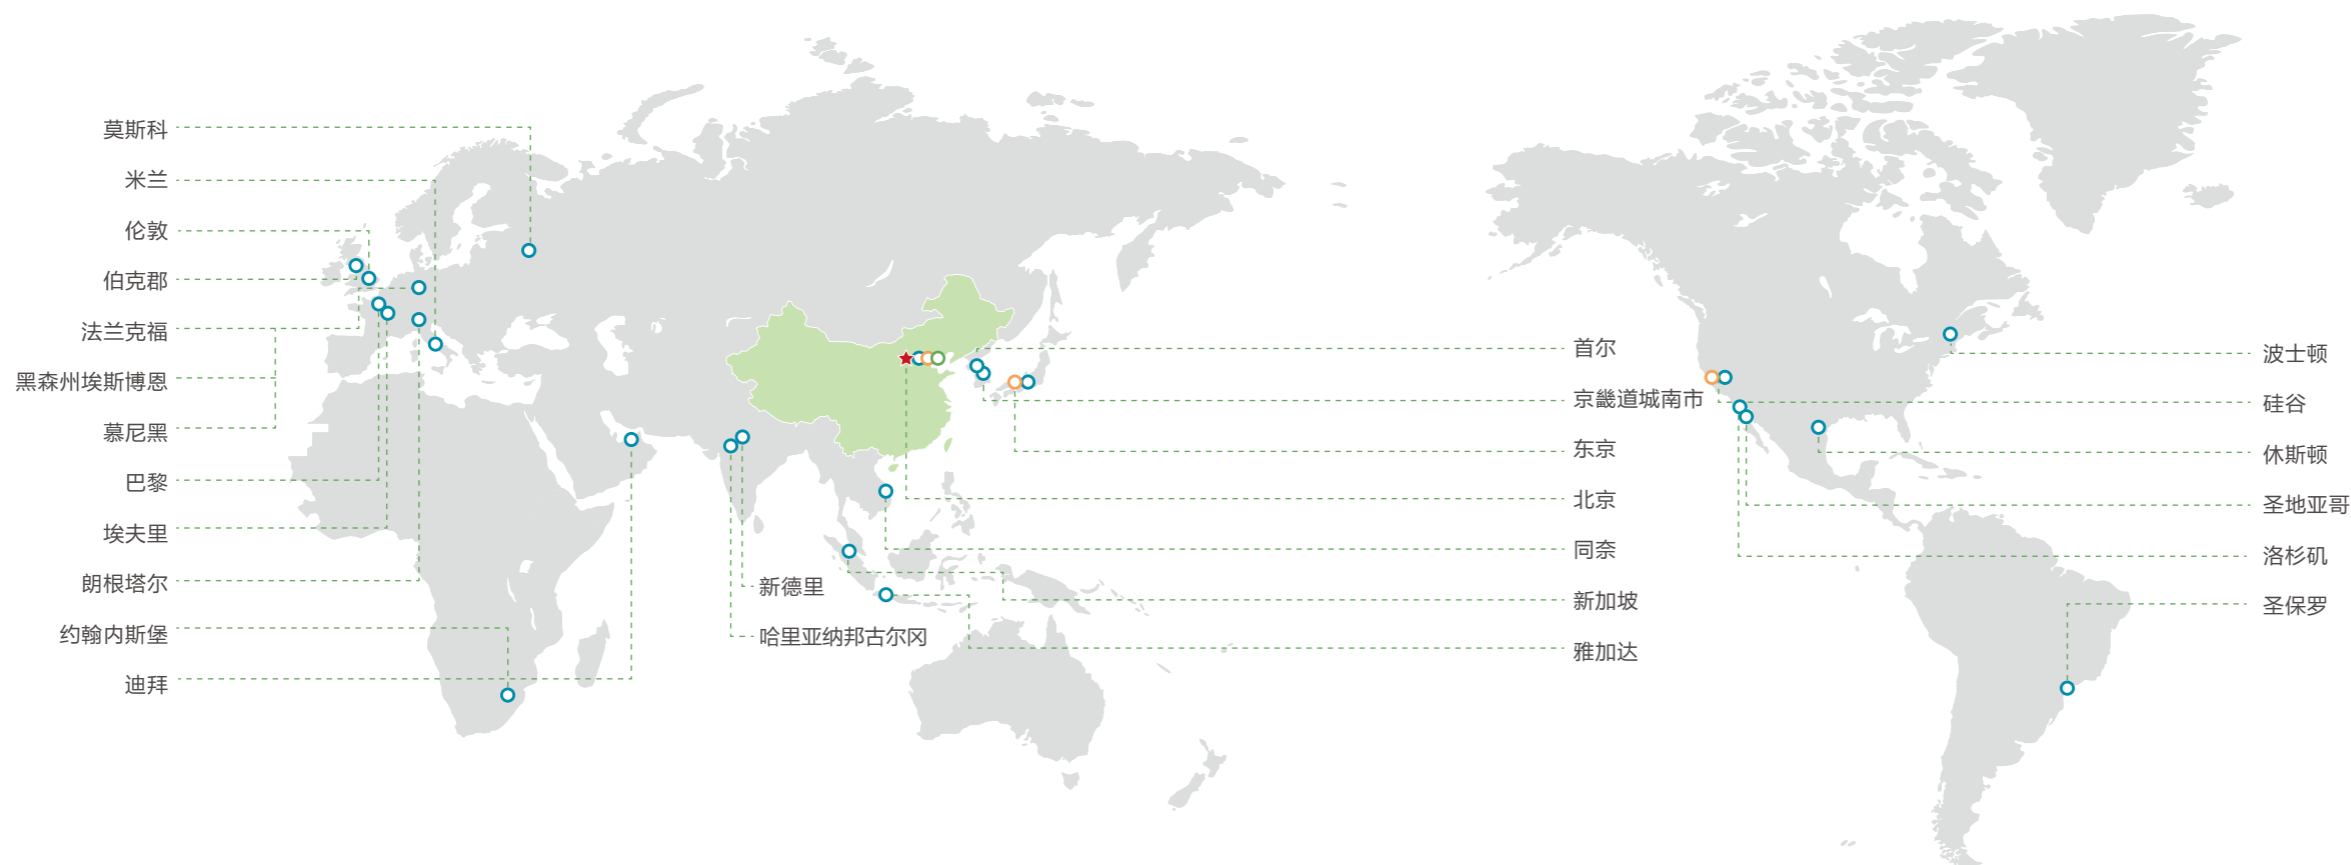 莫斯科
米兰
伦敦
伯克郡
法兰克福
黑森州埃斯博恩
慕尼黑
巴黎
埃夫里
朗根塔尔
约翰内斯堡
迪拜
新德里
哈里亚纳邦古尔冈
首尔
京畿道城南市
东京
北京
同奈
新加坡
雅加达
波士顿
硅谷
休斯顿
圣地亚哥
洛杉矶
圣保罗